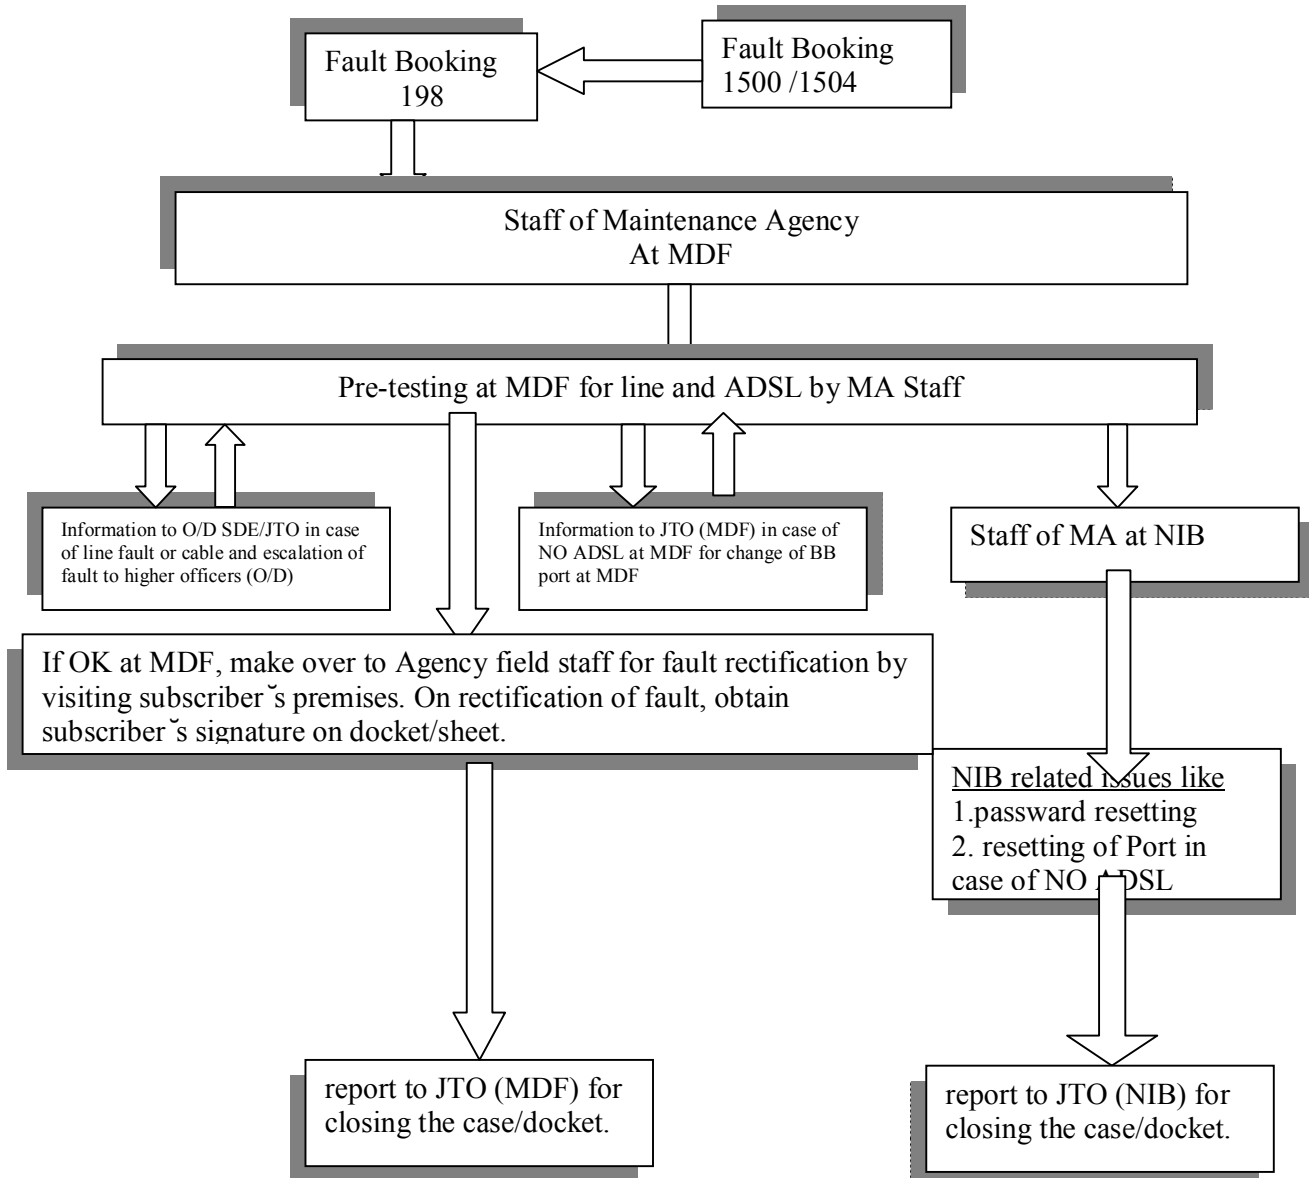 Fault Booking
198
Fault Booking
1500 /1504
Staff of Maintenance Agency
At MDF
Pre-testing at MDF for line and ADSL by MA Staff
Information to O/D SDE/JTO in case
of line fault or cable and escalation of
fault to higher officers (O/D)
Information to JTO (MDF) in case of
NO ADSL at MDF for change of BB
port at MDF
Staff of MA at NIB
If OK at MDF, make over to Agency field staff for fault rectification by
visiting subscriber˘s premises. On rectification of fault, obtain
subscriber˘s signature on docket/sheet.
NIB related issues like
1.passward resetting
2. resetting of Port in
case of NO ADSL
report to JTO (MDF) for
closing the case/docket.
report to JTO (NIB) for
closing the case/docket.